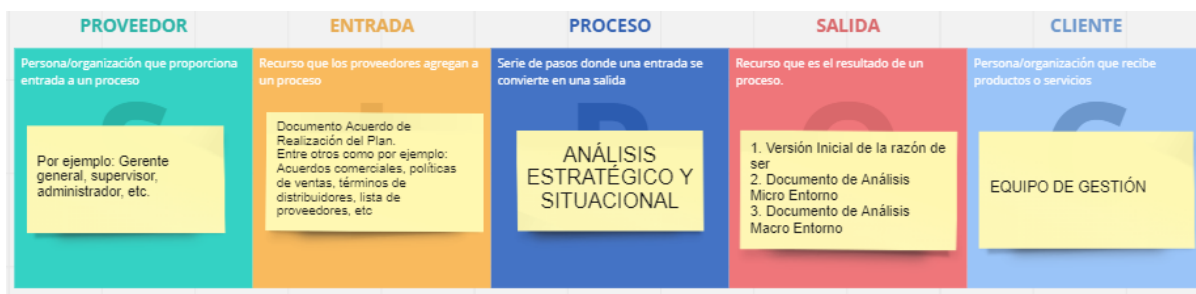 PROVEEDOR
ENTRADA
PROCESO
SALIDA
CLIENTE
Persona/organización que proporciona
entrada a un proceso
Recurso que los proveedores agregan a
un proceso
Serie de pasos donde una entrada se
convierte en una salida
Recurso que es el resultado de un
proceso.
Persona/organización que recibe
productos o servicios
Por ejemplo: Gerente
general, supervisor,
administrador, etc.
Documento Acuerdo de
Realización del Plan.
Entre otros como por ejemplo:
Acuerdos comerciales, políticas
de ventas, términos de
distribuidores, lista de
proveedores, etc
ANÁLISIS
ESTRATÉGICO Y
SITUACIONAL
1. Versión Inicial de la razón de
ser
2. Documento de Análisis
Micro Entorno
3. Documento de Análisis
Macro Entorno
EQUIPO DE GESTIÓN